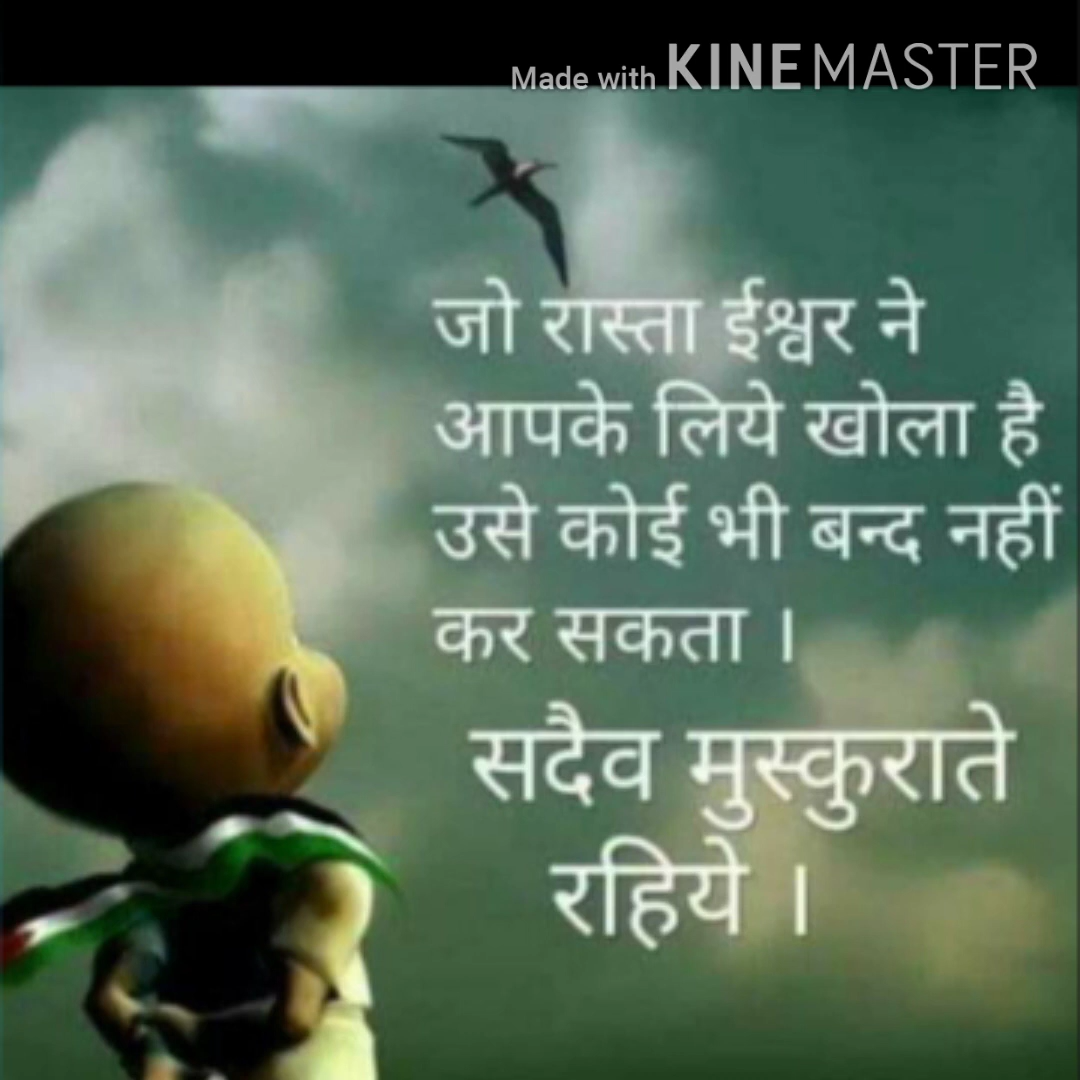 Made with KINEMASTER
जो रास्ता ईश्वर ने
आपके लिये खोला है
उसे कोई भी बन्द नहीं
कर सकता ।
सदैव मुस्कुराते
रहिये ।